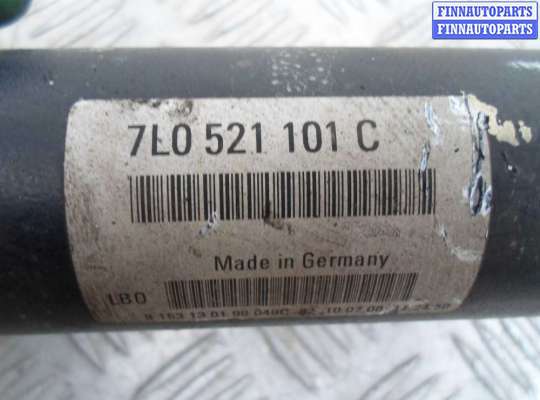 FINNAUTOPARTS
FINNAUTOPARTS
7L0 521 101 C
Made in Germany
LBO